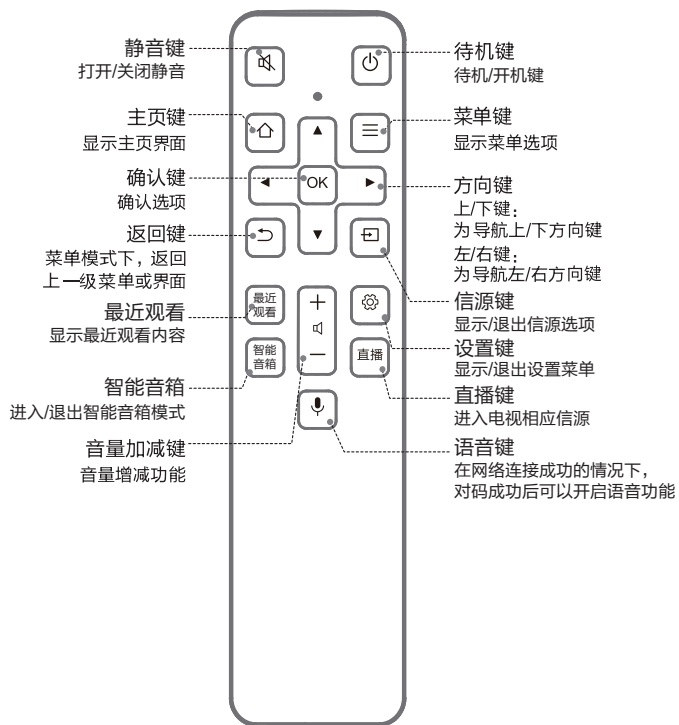 静音键
打开/关闭静音
主页键
显示主页界面
确认键
确认选项
返回键
菜单模式下，返回
上一级菜单或界面
最近观看
显示最近观看内容
智能音箱
进入/退出智能音箱模式
音量加减键
音量增减功能
OK
最近
观看
智能
音箱
直播
待机键
待机/开机键
菜单键
显示菜单选项
方向键
上/下键：
为导航上/下方向键
左/右键：
为导航左/右方向键
信源键
显示/退出信源选项
设置键
显示/退出设置菜单
直播键
进入电视相应信源
语音键
在网络连接成功的情况下，
对码成功后可以开启语音功能